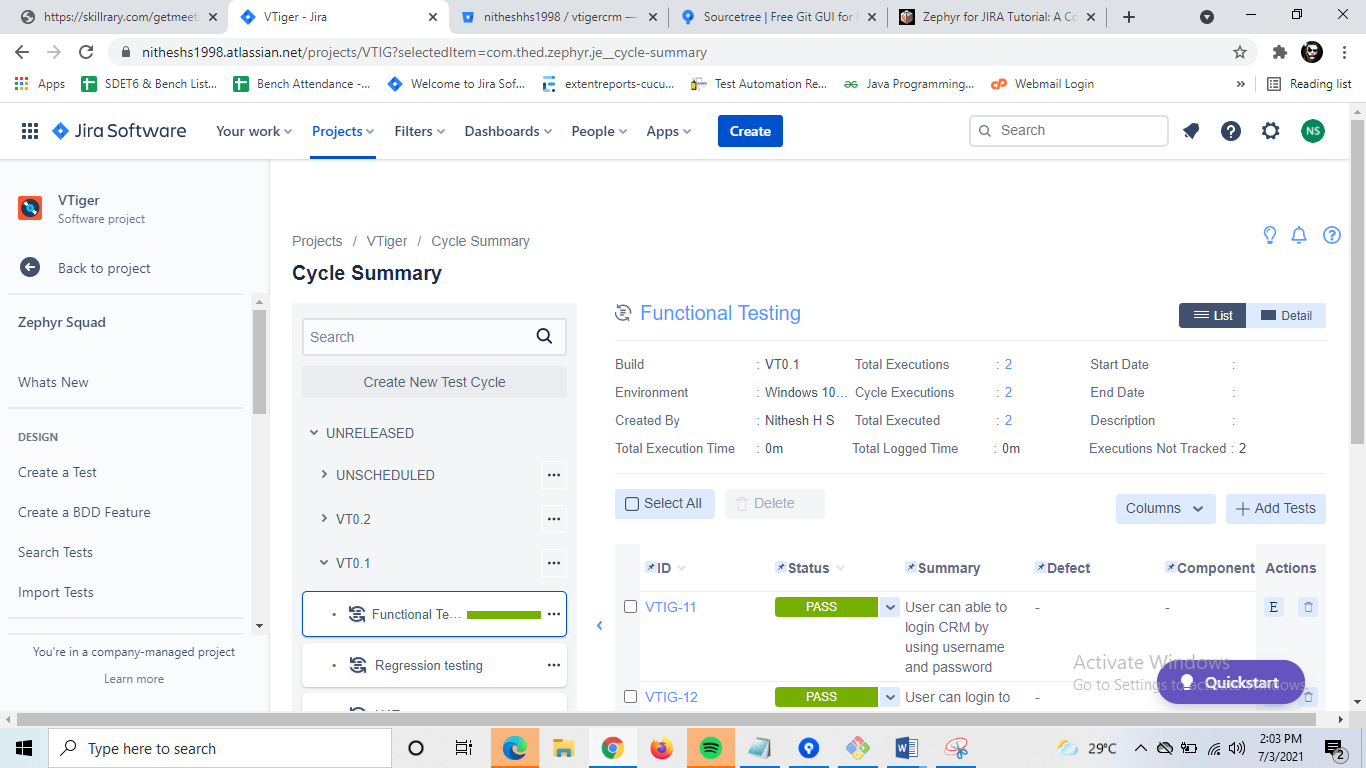 https://skillrary.com/getmeet
VTiger - Jira
nitheshhs1998 / vtigercrm —
Sourcetree | Free Git GUI for
Zephyr for JIRA Tutorial: A Co
nitheshs1998.atlassian.net/projects/VTIG?selectedItem=com.thed.zephyr.je__cycle-summary
Apps
SDET6 & Bench List...
Bench Attendance -...
Welcome to Jira Sof...
extentreports-cucu...
Test Automation Re...
Java Programming...
Webmail Login
»
Reading list
Jira Software
Your work
Projects
Filters
Dashboards
People
Apps
Create
Search
NS
VTiger
Software project
Back to project
Zephyr Squad
Whats New
DESIGN
Create a Test
Create a BDD Feature
Search Tests
Import Tests
You're in a company-managed project
Learn more
Projects / VTiger / Cycle Summary
Cycle Summary
Search
Create New Test Cycle
UNRELEASED
UNSCHEDULED
VT0.2
VT0.1
Functional Te...
Regression testing
Functional Testing
List
Detail
Build : VT0.1 Total Executions : 2 Start Date :
Environment : Windows 10... Cycle Executions : 2 End Date :
Created By : Nithesh H S Total Executed : 2 Description :
Total Execution Time : 0m Total Logged Time : 0m Executions Not Tracked : 2
Select All
Delete
Columns
Add Tests
ID Status Summary Defect Component Actions
VTIG-11 PASS User can able to - - E
login CRM by
using username
and password
VTIG-12 PASS User can login to -
Activate Windows
Go to Settings to activate Windows.
Quickstart
Type here to search
29°C
2:03 PM
7/3/2021
2